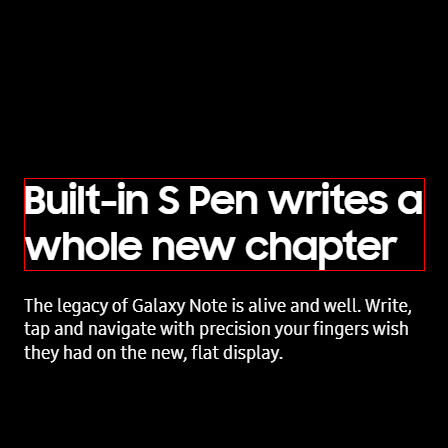 Built-in S Pen writes a
whole new chapter
The legacy of Galaxy Note is alive and well. Write,
tap and navigate with precision your fingers wish
they had on the new, flat display.